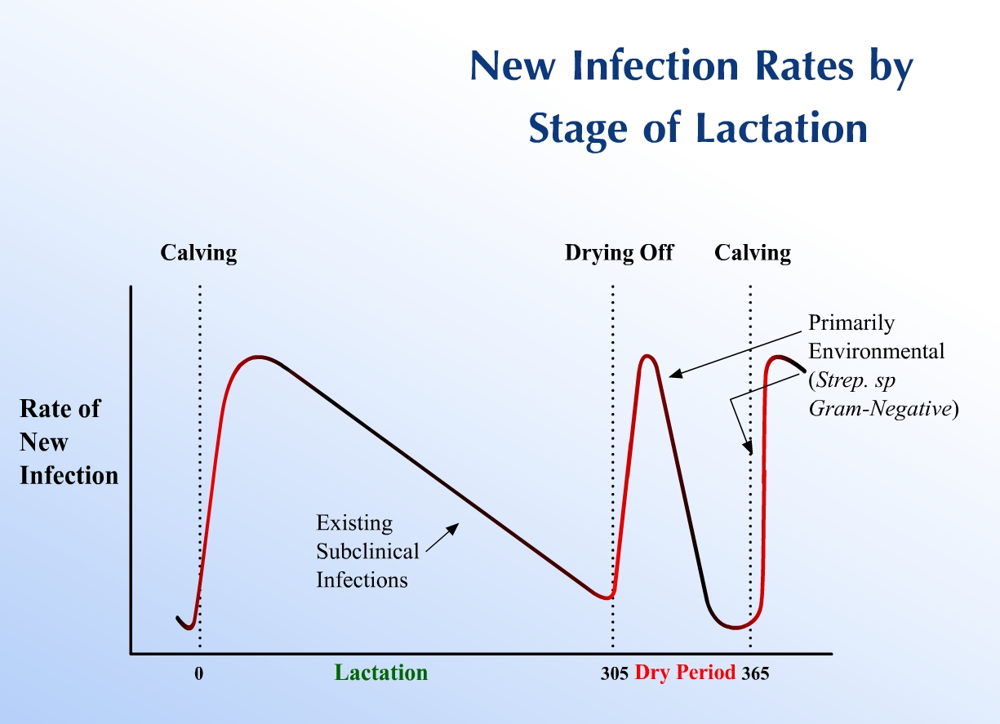 New Infection Rates by
Stage of Lactation
Calving
Drying Off
Calving
Primarily
Environmental
(Strep. sp
Gram-Negative)
Rate of
New
Infection
Existing
Subclinical
Infections
0
Lactation
305
Dry Period
365